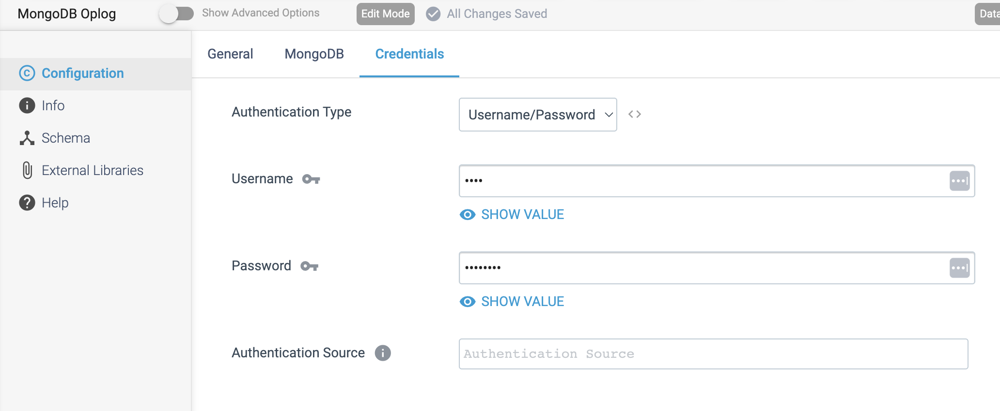 MongoDB Oplog
Show Advanced Options
Edit Mode
All Changes Saved
Data
Configuration
Info
Schema
External Libraries
Help
General
MongoDB
Credentials
Authentication Type
Username/Password
Username
••••
SHOW VALUE
Password
••••••••
SHOW VALUE
Authentication Source
Authentication Source